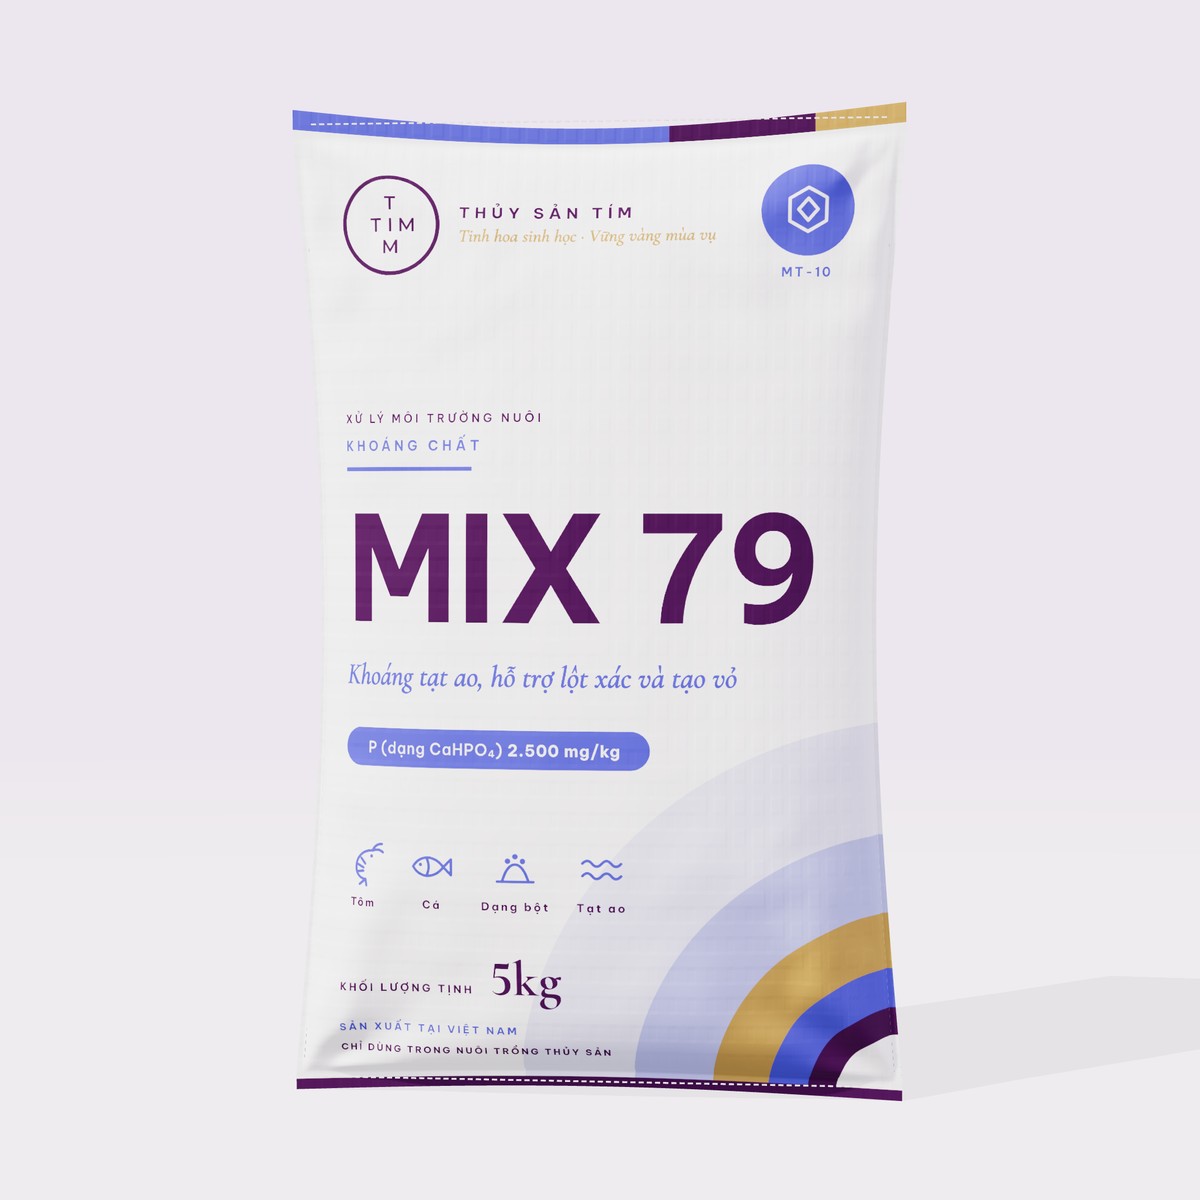 T
TIM
M
THỦY SẢN TÍM
Tinh hoa sinh học · Vững vàng mùa vụ
MT-10
XỬ LÝ MÔI TRƯỜNG NUÔI
KHOÁNG CHẤT
MIX 79
Khoáng tạt ao, hỗ trợ lột xác và tạo vỏ
P (dạng CaHPO₄) 2.500 mg/kg
Tôm
Cá
Dạng bột
Tạt ao
KHỐI LƯỢNG TỊNH 5kg
SẢN XUẤT TẠI VIỆT NAM
CHỈ DÙNG TRONG NUÔI TRỒNG THỦY SẢN